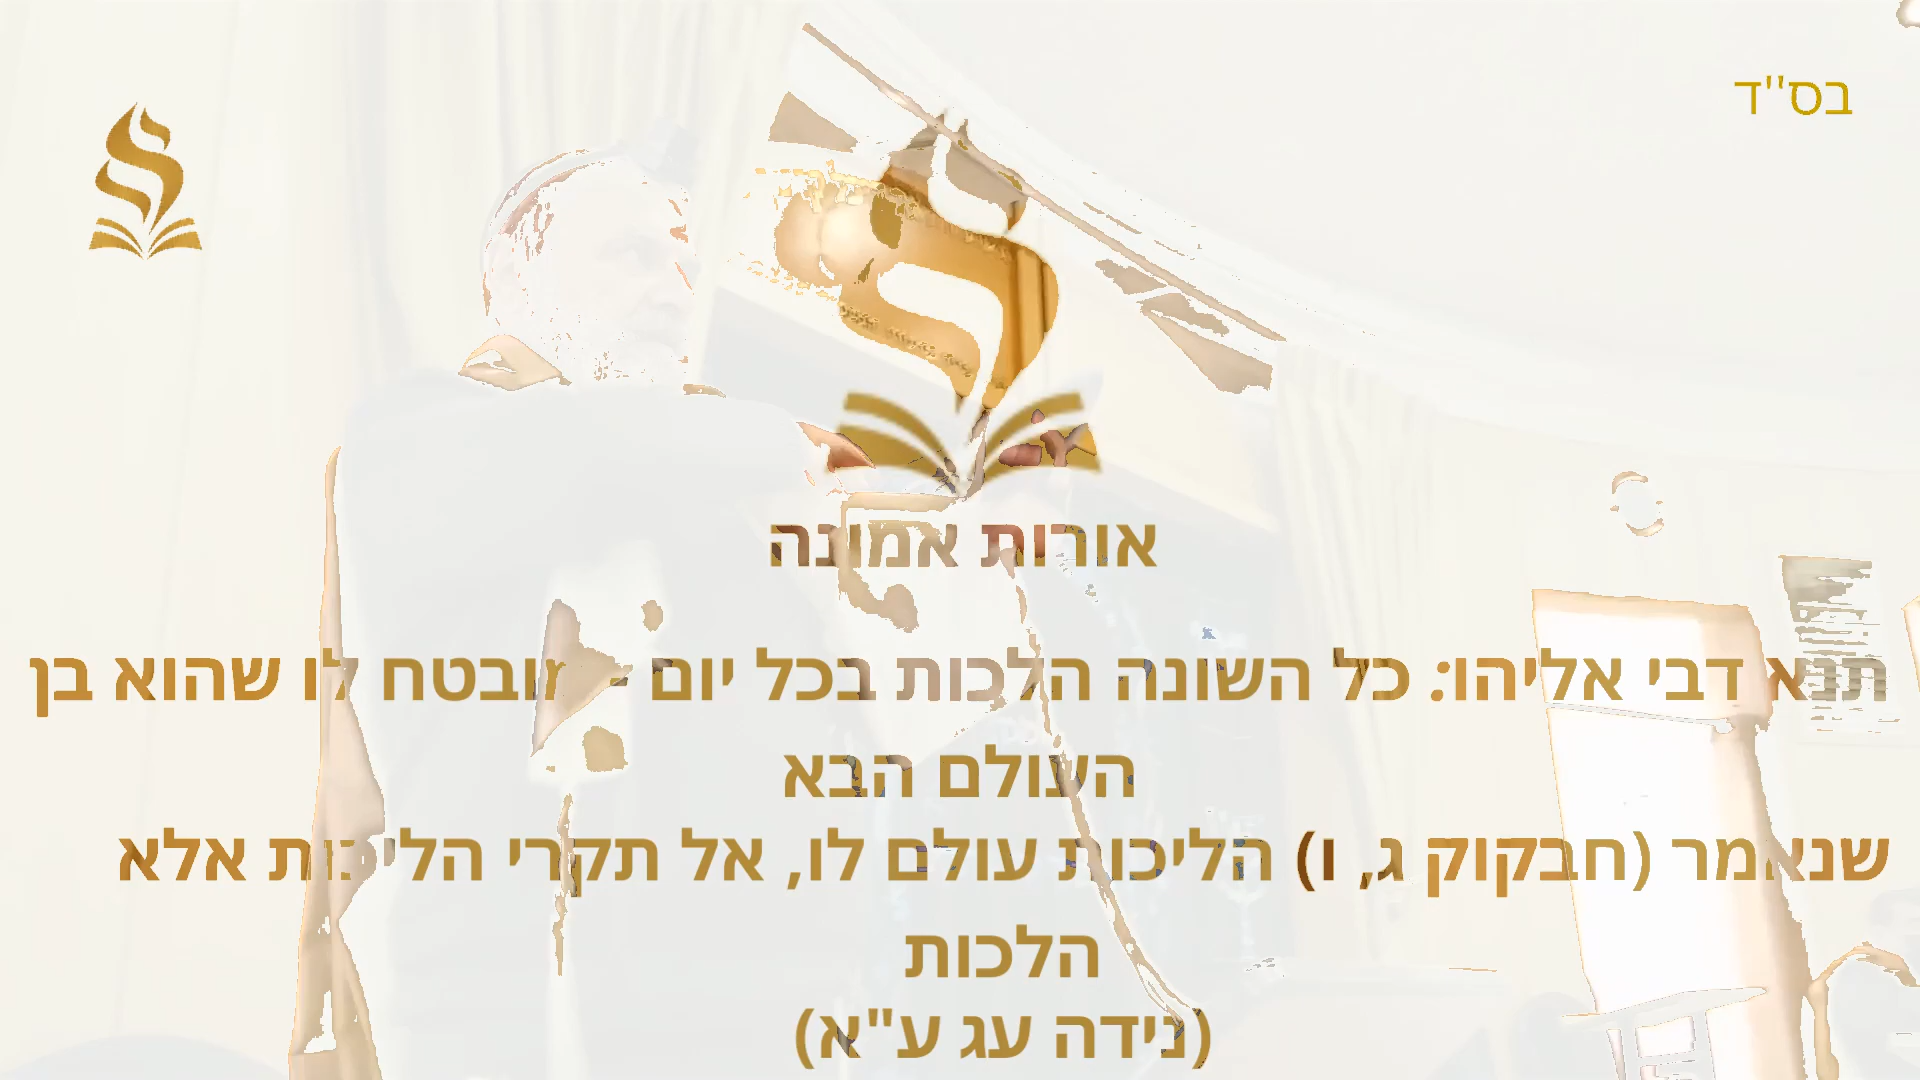 בס''ד
אורות אמונה
תנא דבי אליהו: כל השונה הלכות בכל יום - מובטח לו שהוא בן
העולם הבא
שנאמר (חבקוק ג, ו) הליכות עולם לו, אל תקרי הליכות אלא
הלכות
(נידה עג ע"א)